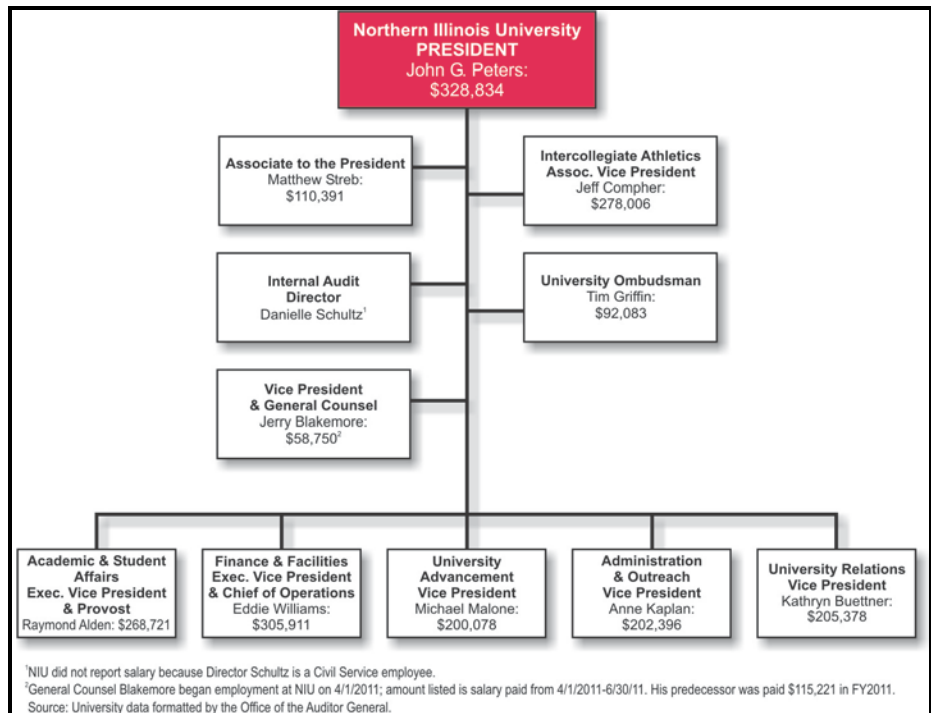 Northern Illinois University
PRESIDENT
John G. Peters:
$328,834
Associate to the President
Matthew Streb:
$110,391
Intercollegiate Athletics
Assoc. Vice President
Jeff Compher:
$278,006
Internal Audit
Director
Danielle Schultz¹
University Ombudsman
Tim Griffin:
$92,083
Vice President
& General Counsel
Jerry Blakemore:
$58,750²
Academic & Student
Affairs
Exec. Vice President
& Provost
Raymond Alden: $268,721
Finance & Facilities
Exec. Vice President
& Chief of Operations
Eddie Williams:
$305,911
University
Advancement
Vice President
Michael Malone:
$200,078
Administration
& Outreach
Vice President
Anne Kaplan:
$202,396
University Relations
Vice President
Kathryn Buettner:
$205,378
¹NIU did not report salary because Director Schultz is a Civil Service employee.
²General Counsel Blakemore began employment at NIU on 4/1/2011; amount listed is salary paid from 4/1/2011-6/30/11. His predecessor was paid $115,221 in FY2011.
Source: University data formatted by the Office of the Auditor General.